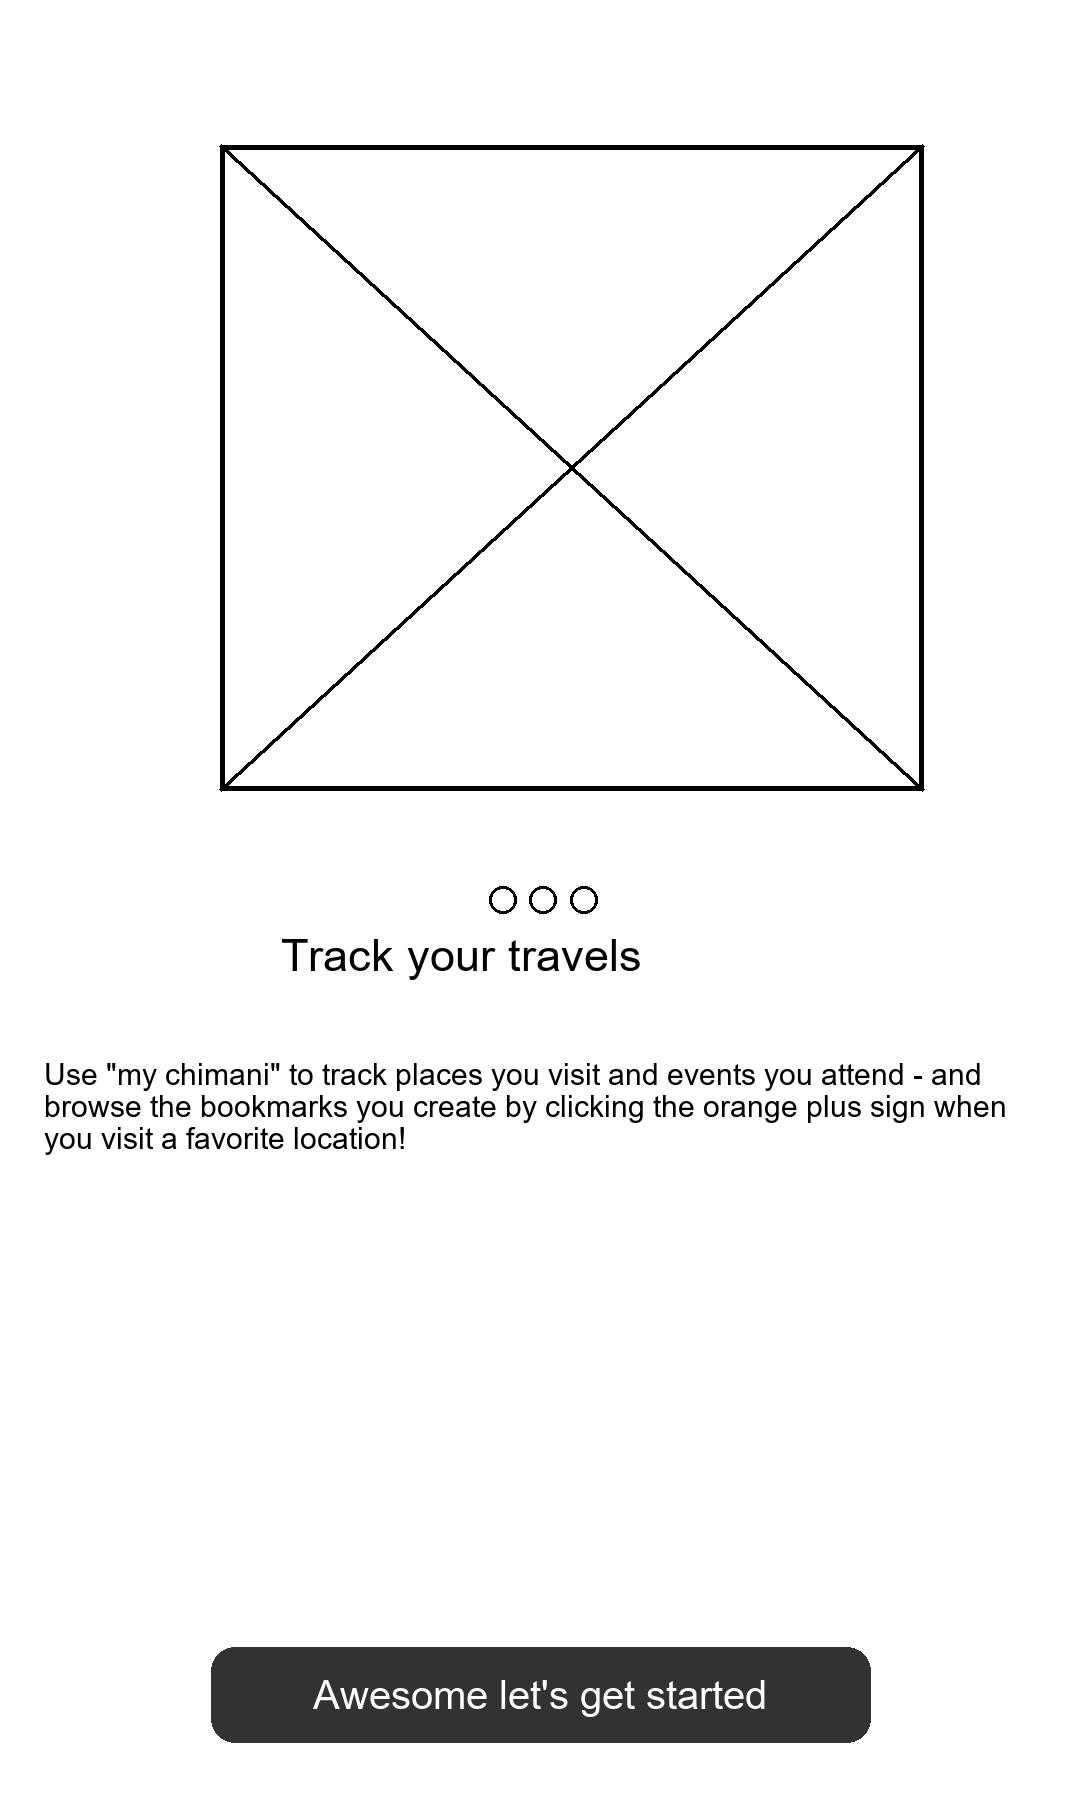 Track your travels
Use "my chimani" to track places you visit and events you attend - and
browse the bookmarks you create by clicking the orange plus sign when
you visit a favorite location!
Awesome let's get started